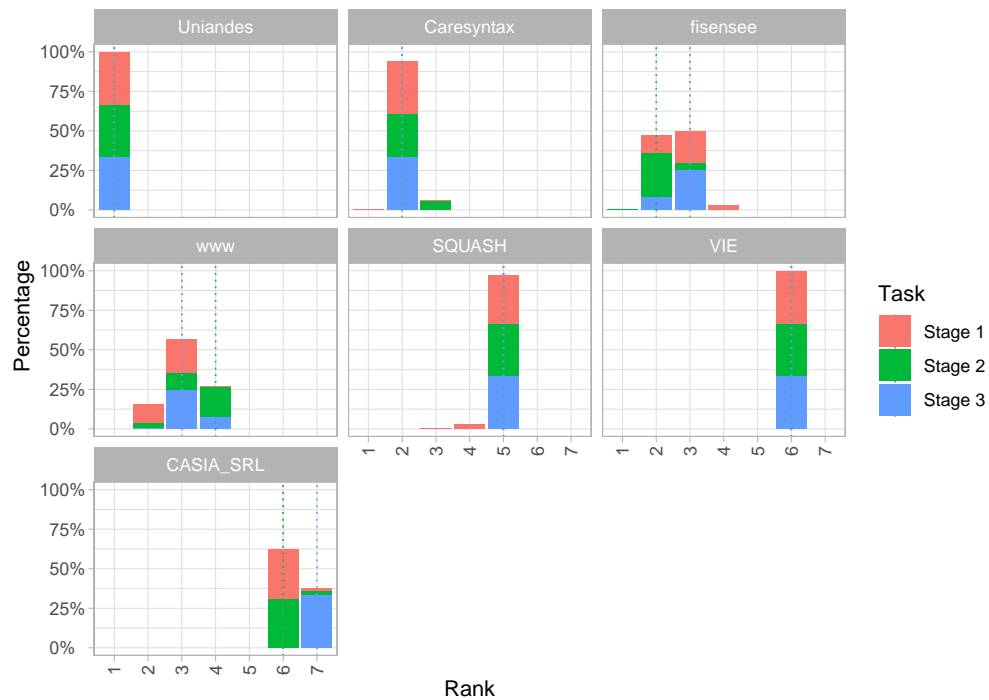 Uniandes Caresyntax fisensee
100%
75%
50%
25%
0%
www SQUASH VIE
100%
75%
50%
25%
0%
1 2 3 4 5 6 7 1 2 3 4 5 6 7
CASIA_SRL
100%
75%
50%
25%
0%
1 2 3 4 5 6 7
Rank
Percentage
Task
Stage 1
Stage 2
Stage 3